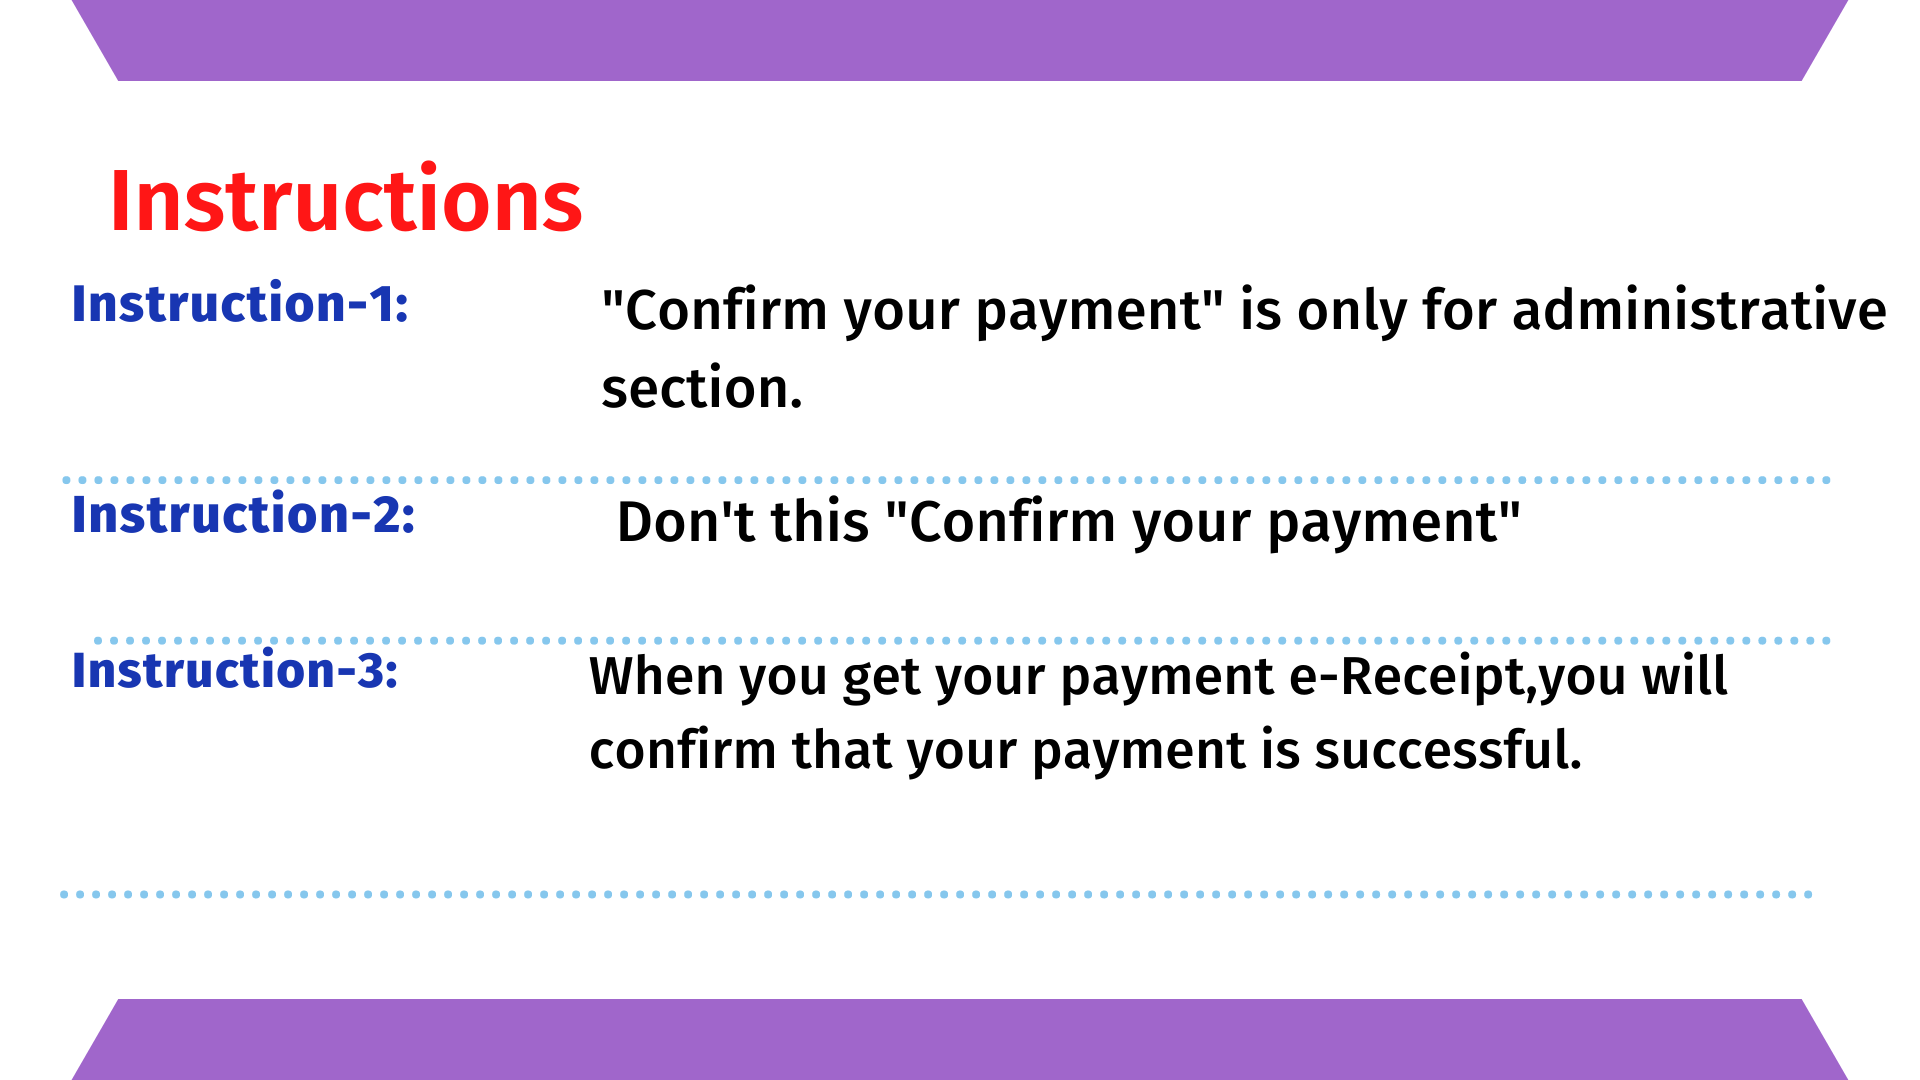 Instructions
Instruction-1: "Confirm your payment" is only for administrative
section.
Instruction-2: Don't this "Confirm your payment"
Instruction-3: When you get your payment e-Receipt,you will
confirm that your payment is successful.